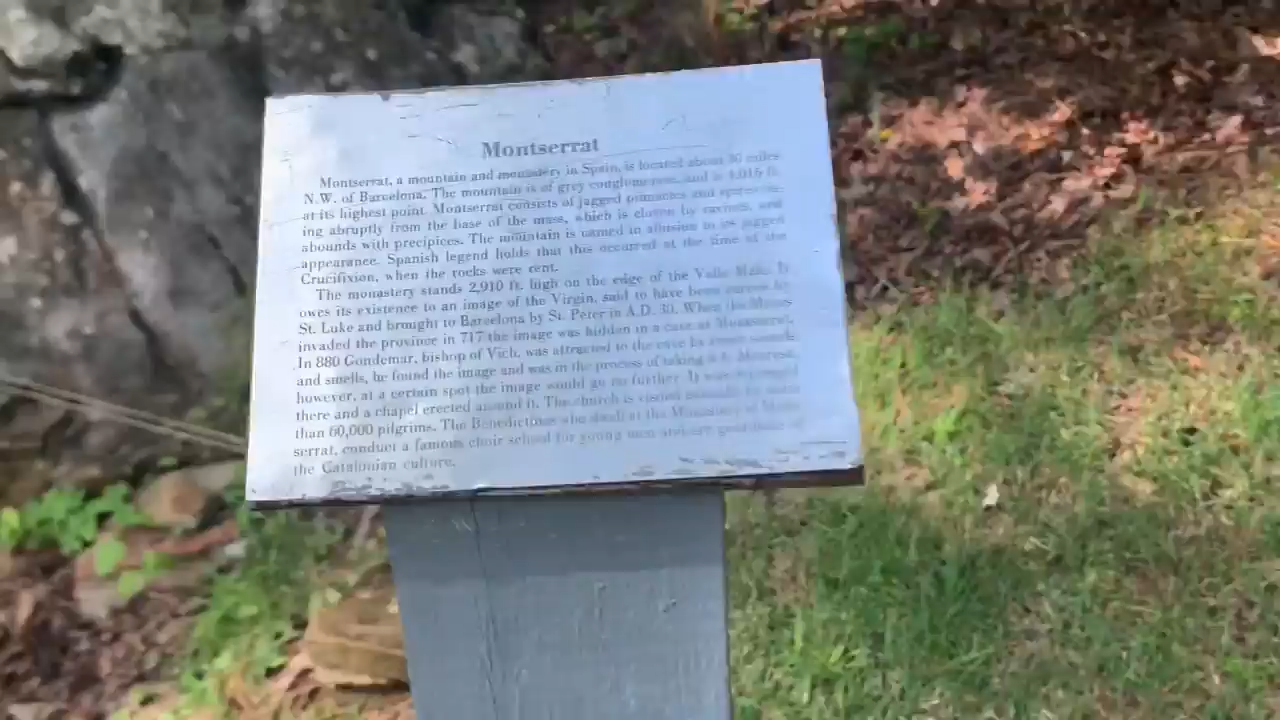 Montserrat
Montserrat, a mountain and monastery in Spain, is located about 30 miles
N.W. of Barcelona. The mountain is of grey conglomerate, and is 4,015 ft.
at its highest point. Montserrat consists of jagged pinnacles and spires ris-
ing abruptly from the base of the mass, which is cloven by ravines, and
abounds with precipices. The mountain is named in allusion to its jagged
appearance. Spanish legend holds that this occurred at the time of the
Crucifixion, when the rocks were rent.
The monastery stands 2,910 ft. high on the edge of the Valle Malo. It
owes its existence to an image of the Virgin, said to have been carved by
St. Luke and brought to Barcelona by St. Peter in A.D. 30. When the Moors
invaded the province in 717 the image was hidden in a cave at Montserrat.
In 880 Gondemar, bishop of Vich, was attracted to the cave by sweet sounds
and smells, he found the image and was in the process of taking it to Manresa,
however, at a certain spot the image would go no further. It was
there and a chapel erected around it. The church is visited annually by more
than 60,000 pilgrims. The Benedictines who dwell at the Monastery of Mont-
serrat, conduct a famous choir school for young men and are
the Catalonian culture.